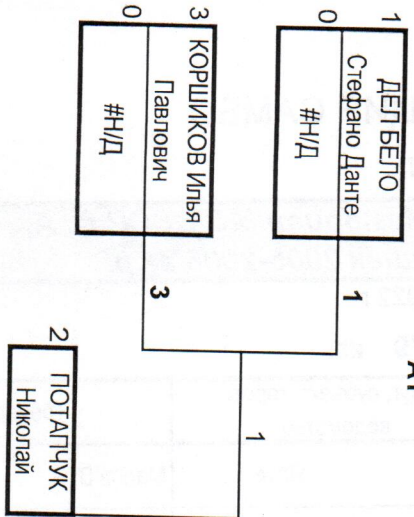 1 ДЕЛ БЕЛО
Стефано Данте
0 #Н/Д
1
3 КОРШИКОВ Илья
Павлович
0 #Н/Д
3
1
2 ПОТАПЧУК
Николай